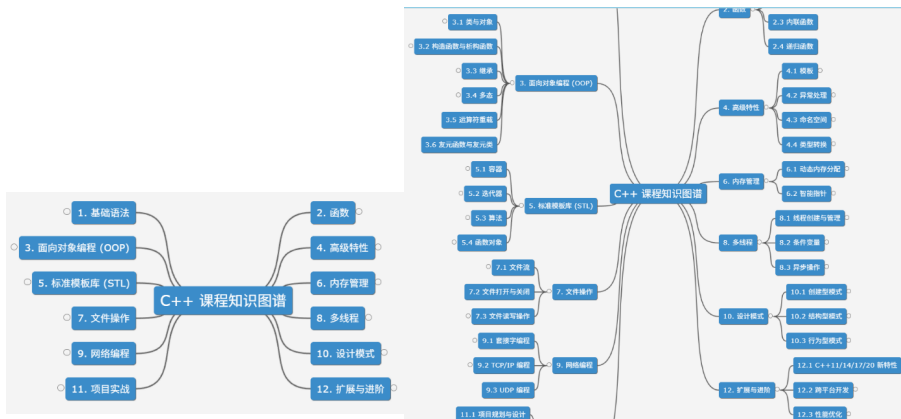 1. 基础语法
3. 面向对象编程 (OOP)
5. 标准模板库 (STL)
7. 文件操作
9. 网络编程
11. 项目实战
C++ 课程知识图谱
2. 函数
4. 高级特性
6. 内存管理
8. 多线程
10. 设计模式
12. 扩展与进阶
3.1 类与对象
3.2 构造函数与析构函数
3.3 继承
3.4 多态
3.5 运算符重载
3.6 友元函数与友元类
3. 面向对象编程 (OOP)
5.1 容器
5.2 迭代器
5.3 算法
5.4 函数对象
5. 标准模板库 (STL)
7.1 文件流
7.2 文件打开与关闭
7.3 文件读写操作
7. 文件操作
9.1 套接字编程
9.2 TCP/IP 编程
9.3 UDP 编程
9. 网络编程
11.1 项目规划与设计
C++ 课程知识图谱
2. 函数
2.3 内联函数
2.4 递归函数
4. 高级特性
4.1 模板
4.2 异常处理
4.3 命名空间
4.4 类型转换
6. 内存管理
6.1 动态内存分配
6.2 智能指针
8. 多线程
8.1 线程创建与管理
8.2 条件变量
8.3 异步操作
10. 设计模式
10.1 创建型模式
10.2 结构型模式
10.3 行为型模式
12. 扩展与进阶
12.1 C++11/14/17/20 新特性
12.2 跨平台开发
12.3 性能优化